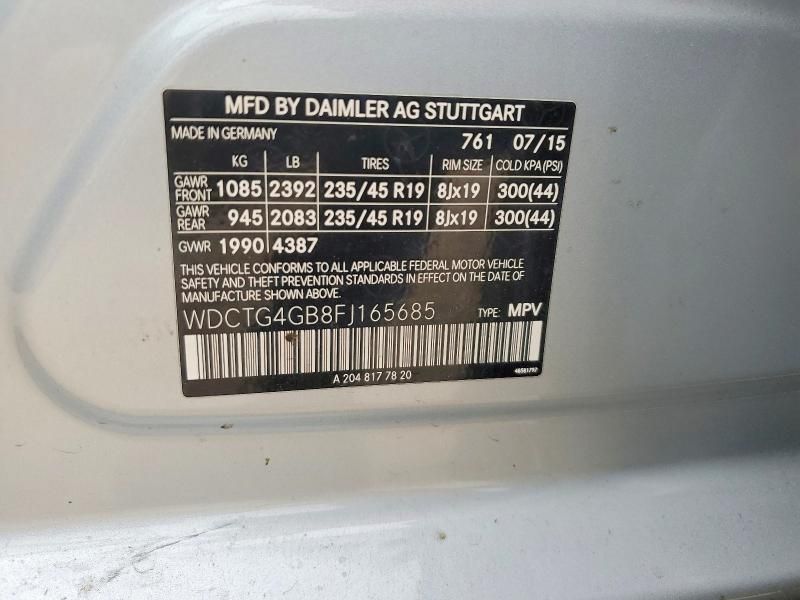 MFD BY DAIMLER AG STUTTGART
MADE IN GERMANY 761 07/15
KG LB TIRES RIM SIZE COLD KPA (PSI)
GAWR FRONT 1085 2392 235/45 R19 8Jx19 300(44)
GAWR REAR 945 2083 235/45 R19 8Jx19 300(44)
GVWR 1990 4387
THIS VEHICLE CONFORMS TO ALL APPLICABLE FEDERAL MOTOR VEHICLE
SAFETY AND THEFT PREVENTION STANDARDS IN EFFECT ON THE DATE OF
MANUFACTURE SHOWN ABOVE.
WDCTG4GB8FJ165685 TYPE: MPV
A 204 817 78 20